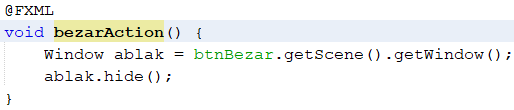 @FXML
void bezarAction() {
    Window ablak = btnBezar.getScene().getWindow();
    ablak.hide();
}